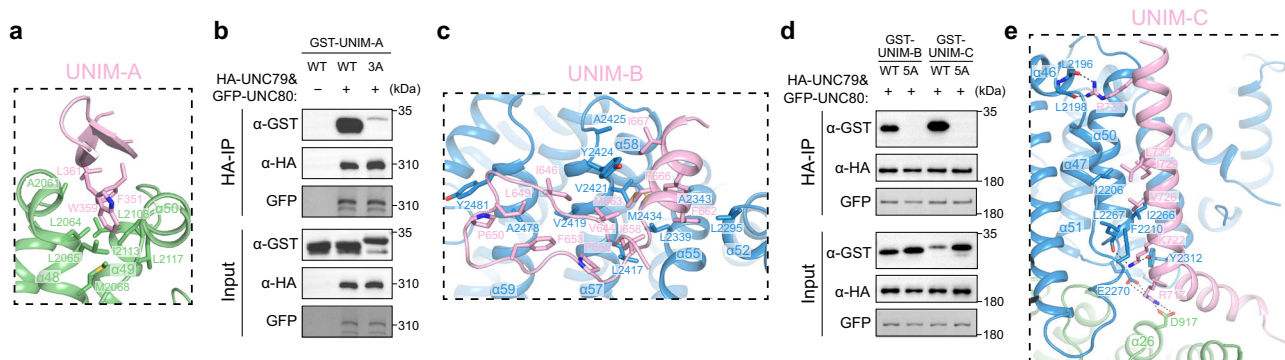 a
UNIM-A
L361
A2061
F351
W359
L2108
α50
L2064
I2113
L2065
α49
L2117
α48
M2068
b
GST-UNIM-A
WT WT 3A
HA-UNC79&
GFP-UNC80: – + + (kDa)
HA-IP
α-GST 35
α-HA 310
GFP 310
Input
α-GST 35
α-HA 310
GFP 310
c
UNIM-B
A2425
I667
Y2424
α58
I646
V2421
F666
L649
A2343
Y2481
M2434
F662
P650
A2478
V2419
V644
I658
L2295
F653
L2339
L2417
α55
α52
α59
α57
d
GST-
UNIM-B
GST-
UNIM-C
WT 5A WT 5A
HA-UNC79&
GFP-UNC80: + + + + (kDa)
HA-IP
α-GST 35
α-HA 180
GFP 180
Input
α-GST 35
α-HA 180
GFP 180
e
UNIM-C
L2196
α46
L2198
α50
α47
I2206
V726
L2267
I2266
α51
F2210
K722
Y2312
E2270
D917
α26